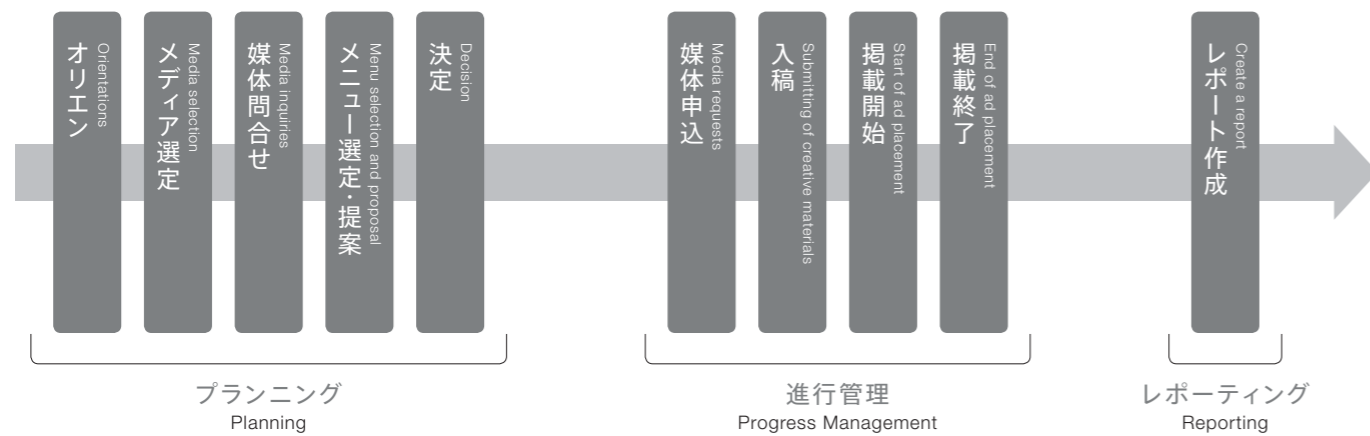 オリエン
Orientations
メディア選定
Media selection
媒体問合せ
Media inquiries
メニュー選定・提案
Menu selection and proposal
決定
Decision
媒体申込
Media requests
入稿
Submitting of creative materials
掲載開始
Start of ad placement
掲載終了
End of ad placement
レポート作成
Create a report
プランニング
Planning
進行管理
Progress Management
レポーティング
Reporting